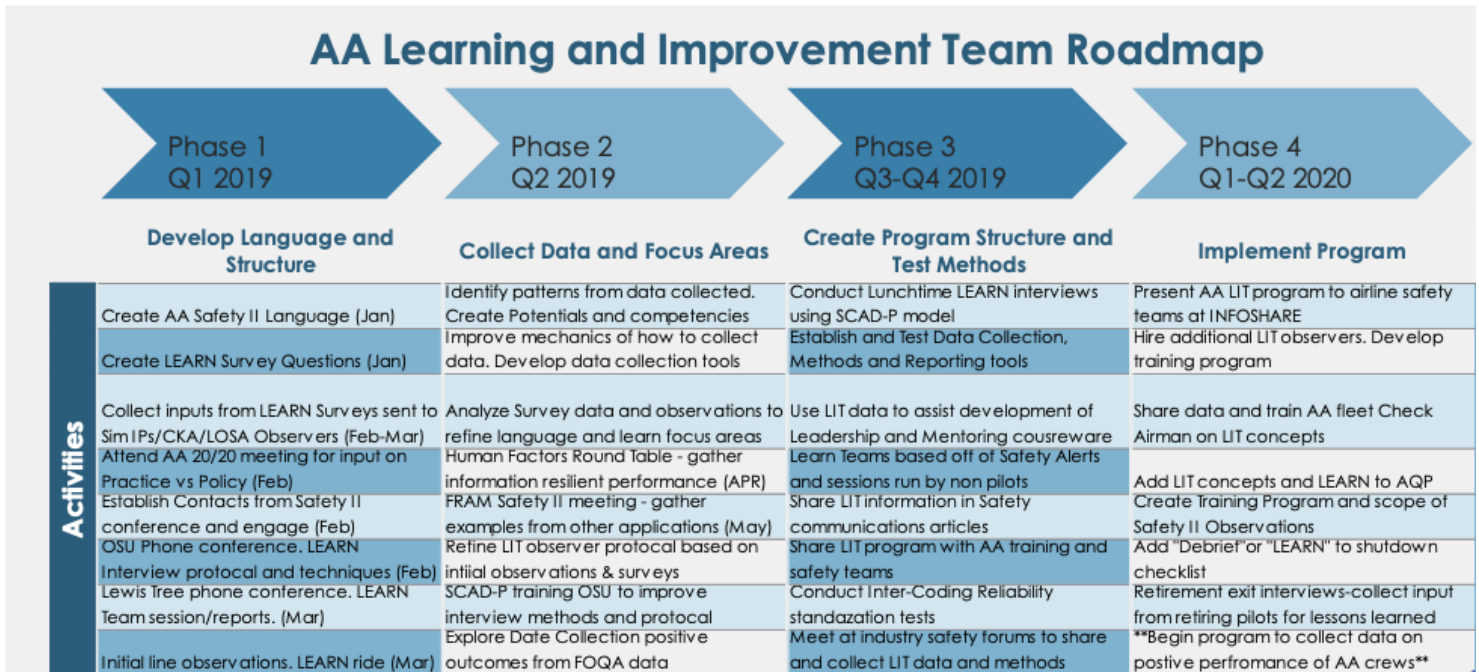 AA Learning and Improvement Team Roadmap
Phase 1
Q1 2019
Phase 2
Q2 2019
Phase 3
Q3-Q4 2019
Phase 4
Q1-Q2 2020
Develop Language and
Structure
Collect Data and Focus Areas
Create Program Structure and
Test Methods
Implement Program
Activities
Create AA Safety II Language (Jan)
Identify patterns from data collected.
Create Potentials and competencies
Conduct Lunchtime LEARN interviews
using SCAD-P model
Present AA LIT program to airline safety
teams at INFOSHARE
Create LEARN Survey Questions (Jan)
Improve mechanics of how to collect
data. Develop data collection tools
Establish and Test Data Collection,
Methods and Reporting tools
Hire additional LIT observers. Develop
training program
Collect inputs from LEARN Surveys sent to
Sim IPs/CKA/LOSA Observers (Feb-Mar)
Analyze Survey data and observations to
refine language and learn focus areas
Use LIT data to assist development of
Leadership and Mentoring cousreware
Share data and train AA fleet Check
Airman on LIT concepts
Attend AA 20/20 meeting for input on
Practice vs Policy (Feb)
Human Factors Round Table - gather
information resilient performance (APR)
Learn Teams based off of Safety Alerts
and sessions run by non pilots
Add LIT concepts and LEARN to AQP
Establish Contacts from Safety II
conference and engage (Feb)
FRAM Safety II meeting - gather
examples from other applications (May)
Share LIT information in Safety
communications articles
Create Training Program and scope of
Safety II Observations
OSU Phone conference. LEARN
Interview protocal and techniques (Feb)
Refine LIT observer protocal based on
intiial observations & surveys
Share LIT program with AA training and
safety teams
Add "Debrief"or "LEARN" to shutdown
checklist
Lewis Tree phone conference. LEARN
Team session/reports. (Mar)
SCAD-P training OSU to improve
interview methods and protocol
Conduct Inter-Coding Reliability
standazation tests
Retirement exit interviews-collect input
from retiring pilots for lessons learned
Initial line observations. LEARN ride (Mar)
Explore Date Collection positive
outcomes from FOQA data
Meet at industry safety forums to share
and collect LIT data and methods
**Begin program to collect data on
postive perfromance of AA crews**